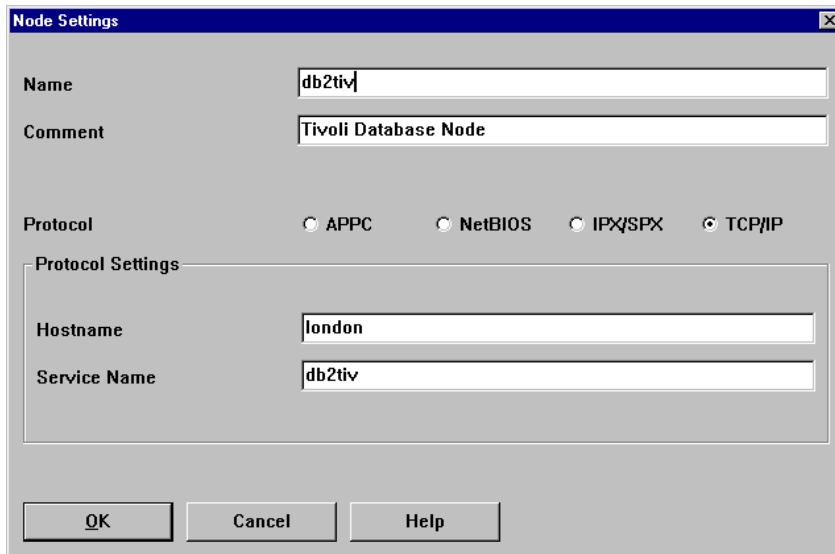 Node Settings
Name db2tiv
Comment Tivoli Database Node
Protocol APPC NetBIOS IPX/SPX TCP/IP
Protocol Settings
Hostname london
Service Name db2tiv
OK Cancel Help